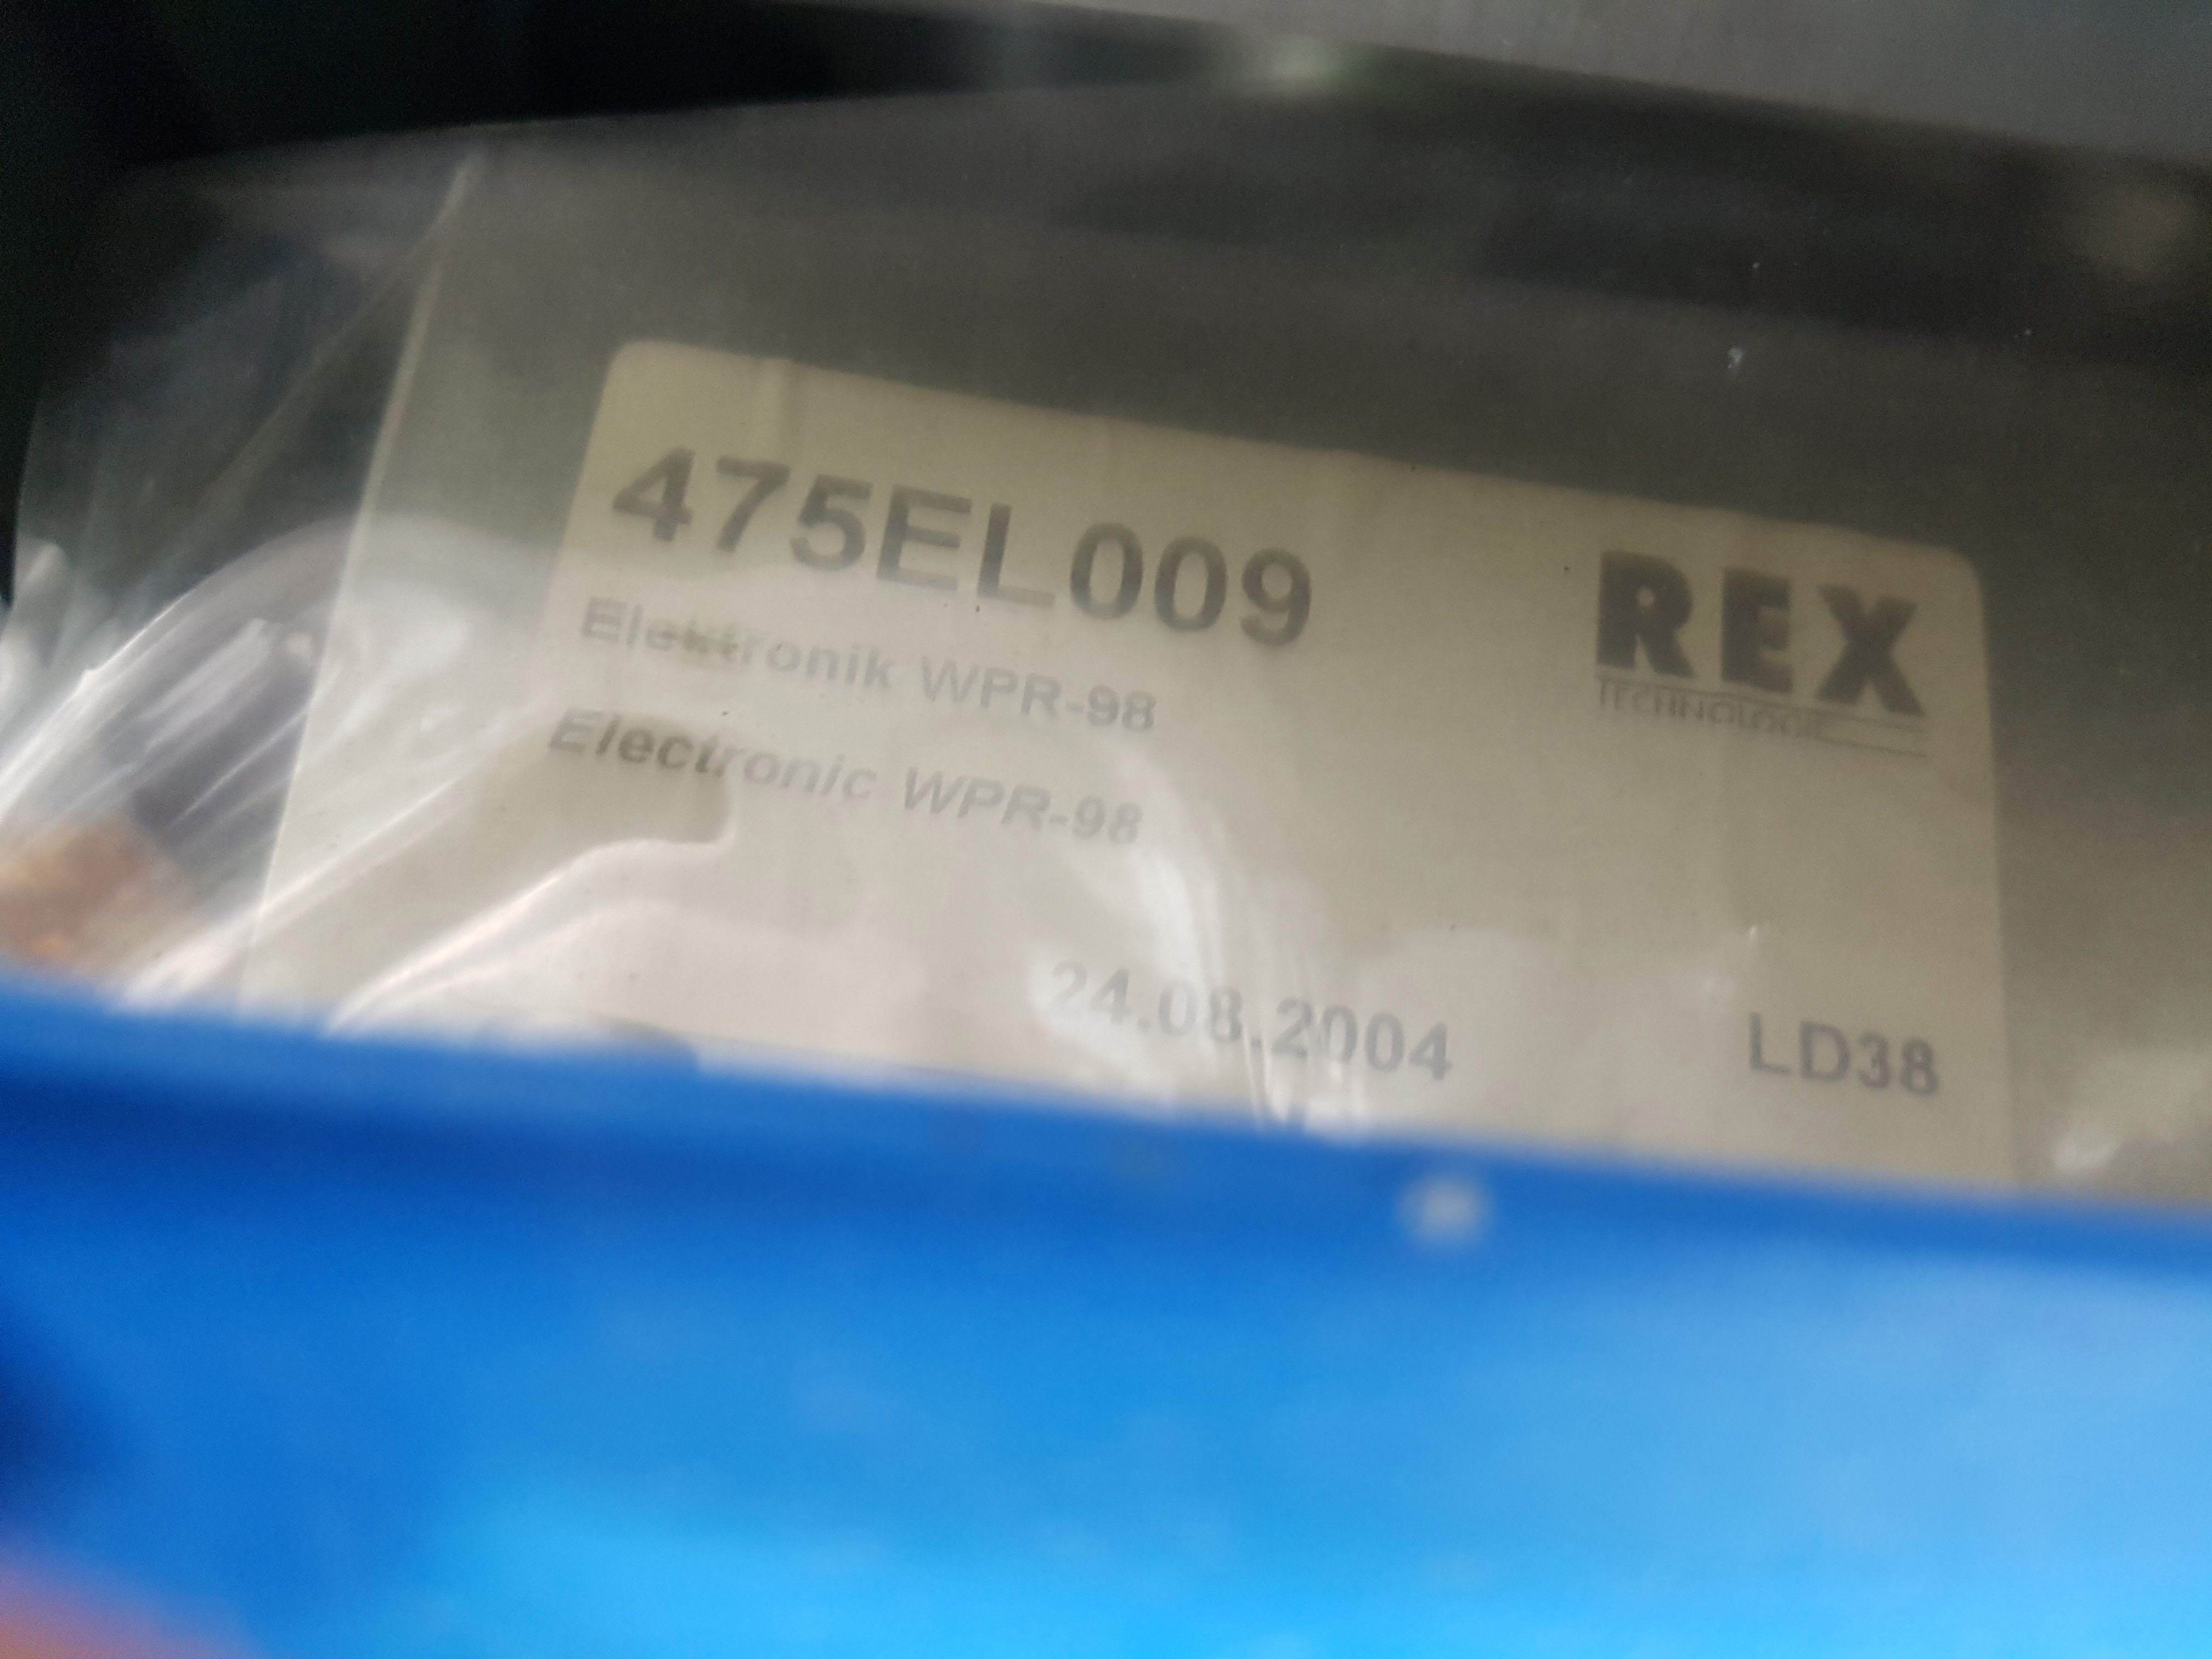 475EL009
REX
TECHNOLOGIE
Elektronik WPR-98
Electronic WPR-98
24.08.2004 LD38